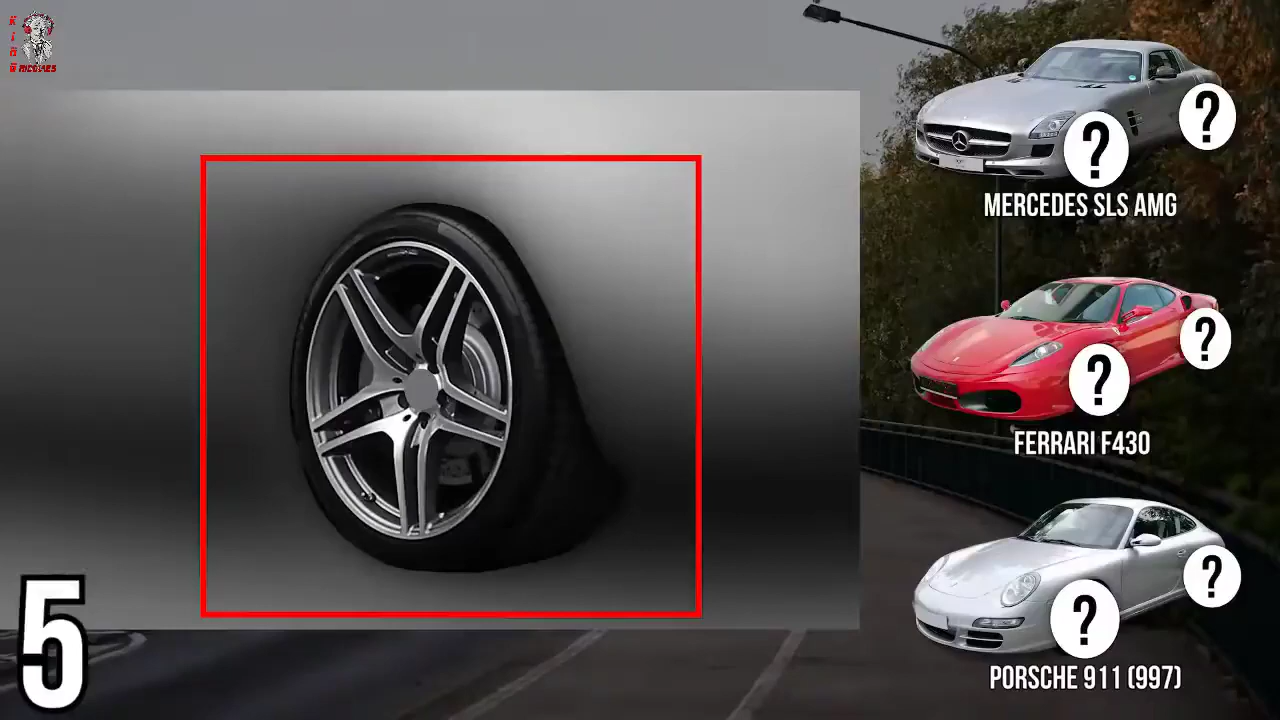 ?
?
MERCEDES SLS AMG
?
?
FERRARI F430
?
?
PORSCHE 911 (997)
5